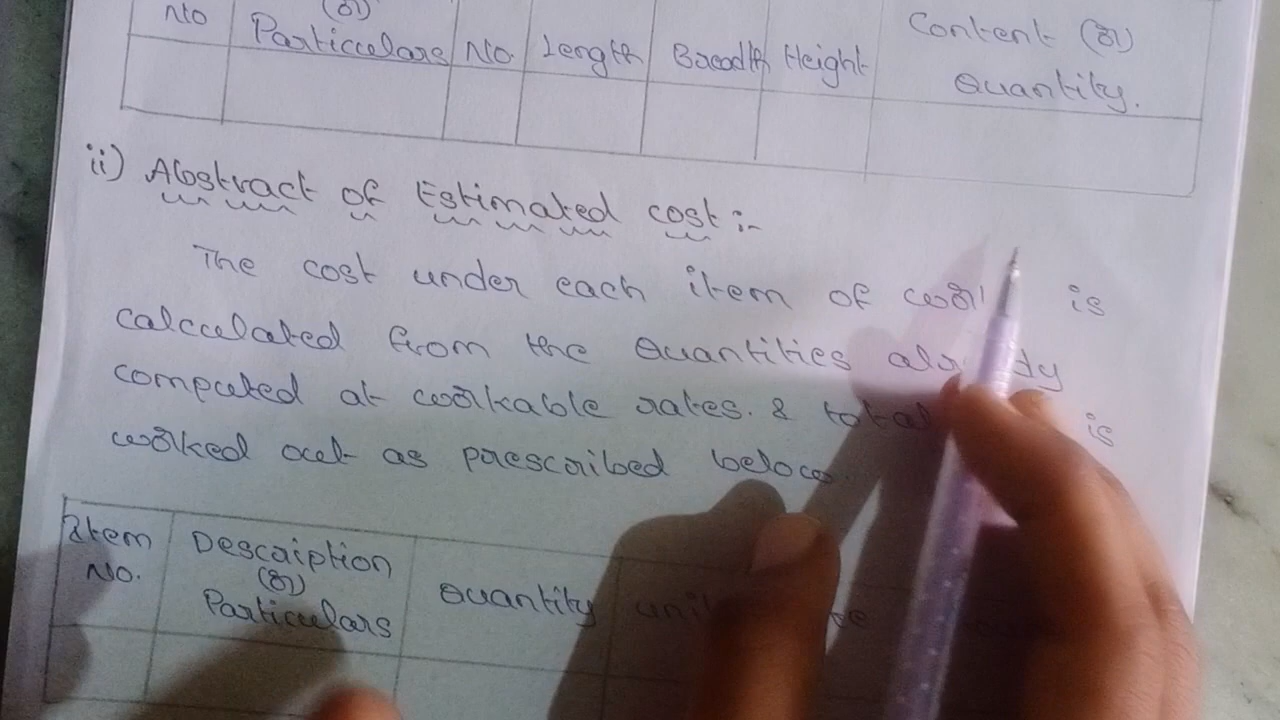 No (or) Particulars No. Length Breadth Height Content (or)
Quantity.
ii) Abstract of Estimated cost :-
The cost under each item of is
calculated from the Quantities
computed at workable rates. & total is
worked out as prescribed below.
Item No. Description (or) Particulars Quantity